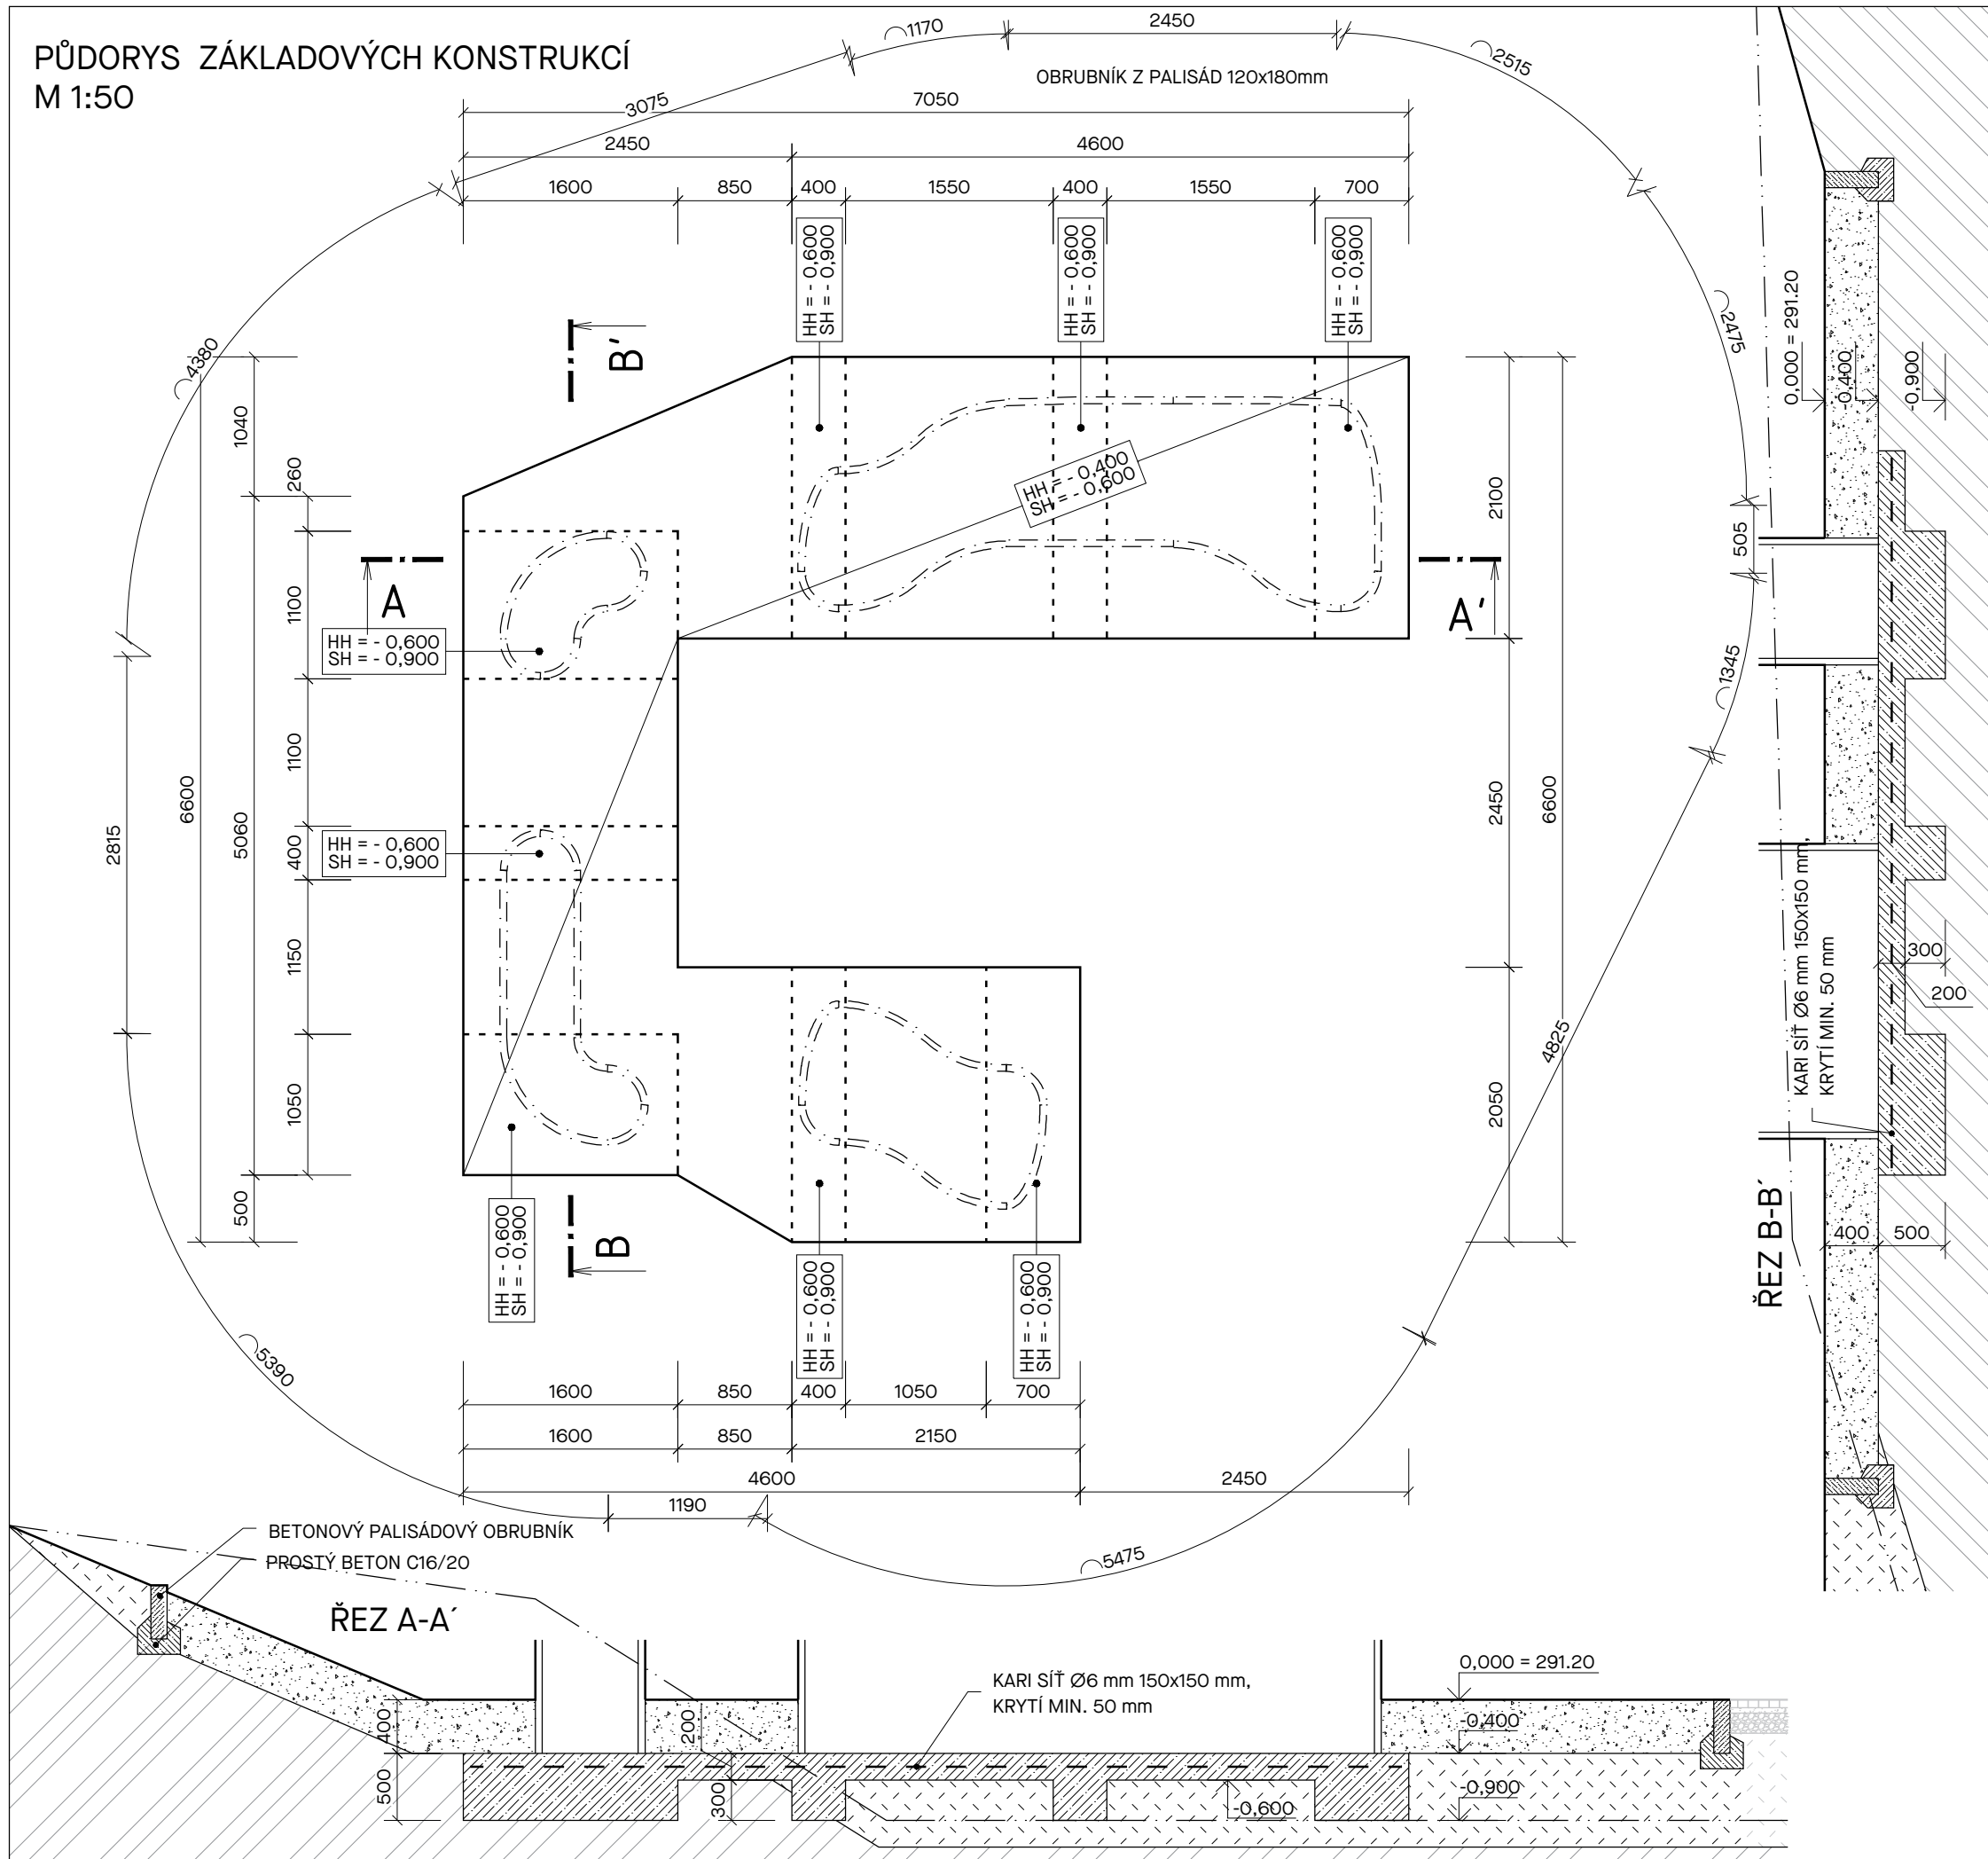 PŮDORYS ZÁKLADOVÝCH KONSTRUKCÍ
M 1:50
1170
2450
2515
OBRUBNÍK Z PALISÁD 120x180mm
3075
7050
2450
4600
1600
850
400
1550
400
1550
700
HH = - 0,600
SH = - 0,900
HH = - 0,600
SH = - 0,900
HH = - 0,600
SH = - 0,900
2475
0,000 = 291.20
-0,400
-0,900
4380
B'
1040
260
HH = - 0,400
SH = - 0,600
2100
505
A
A'
1100
HH = - 0,600
SH = - 0,900
1345
1100
6600
5060
2815
400
HH = - 0,600
SH = - 0,900
2450
6600
KARI SÍŤ Ø6 mm 150x150 mm,
KRYTÍ MIN. 50 mm
300
200
1150
4825
1050
2050
500
HH = - 0,600
SH = - 0,900
B
HH = - 0,600
SH = - 0,900
HH = - 0,600
SH = - 0,900
ŘEZ B-B´
400
500
5390
1600
850
400
1050
700
1600
850
2150
4600
2450
1190
5475
BETONOVÝ PALISÁDOVÝ OBRUBNÍK
PROSTÝ BETON C16/20
ŘEZ A-A´
KARI SÍŤ Ø6 mm 150x150 mm,
KRYTÍ MIN. 50 mm
0,000 = 291.20
400
200
-0,400
500
300
-0,600
-0,900